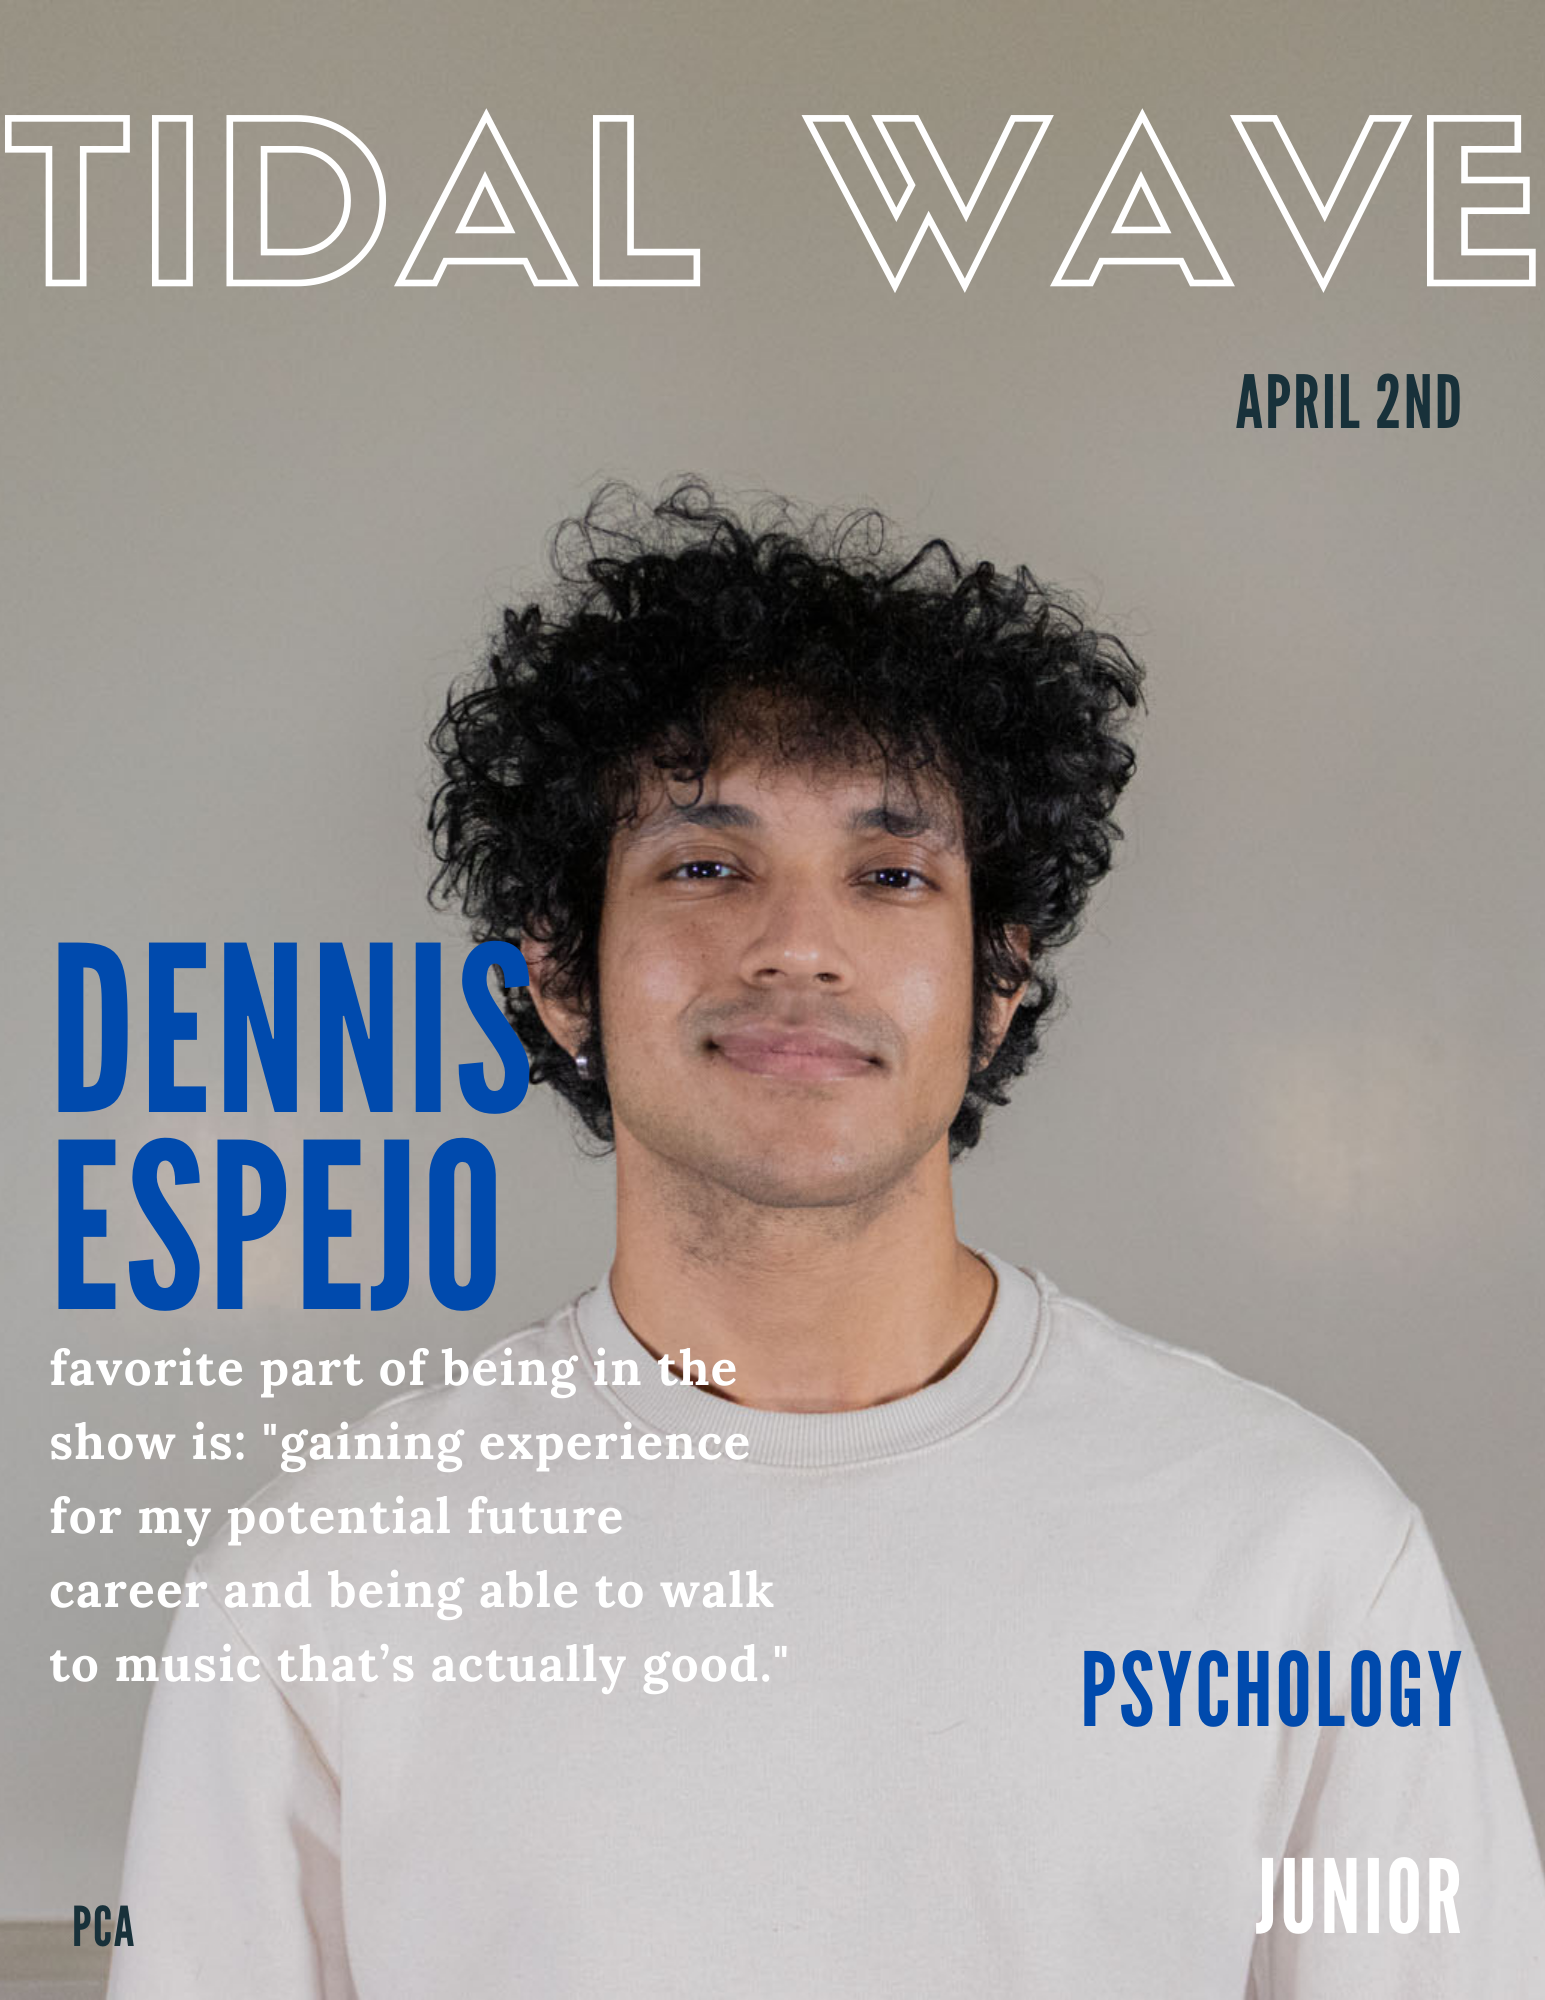 TIDAL WAVE
APRIL 2ND
DENNIS
ESPEJO
favorite part of being in the
show is: "gaining experience
for my potential future
career and being able to walk
to music that’s actually good."
PSYCHOLOGY
JUNIOR
PCA